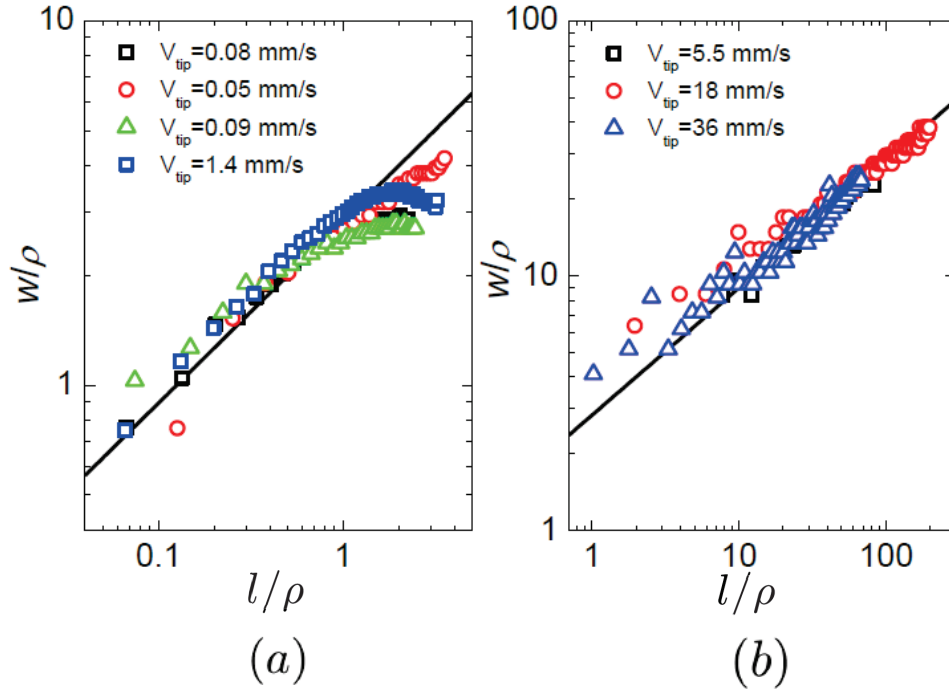 10
1
w/ρ
V_tip=0.08 mm/s
V_tip=0.05 mm/s
V_tip=0.09 mm/s
V_tip=1.4 mm/s
0.1 1
l/ρ
(a)
100
10
1
w/ρ
V_tip=5.5 mm/s
V_tip=18 mm/s
V_tip=36 mm/s
1 10 100
l/ρ
(b)